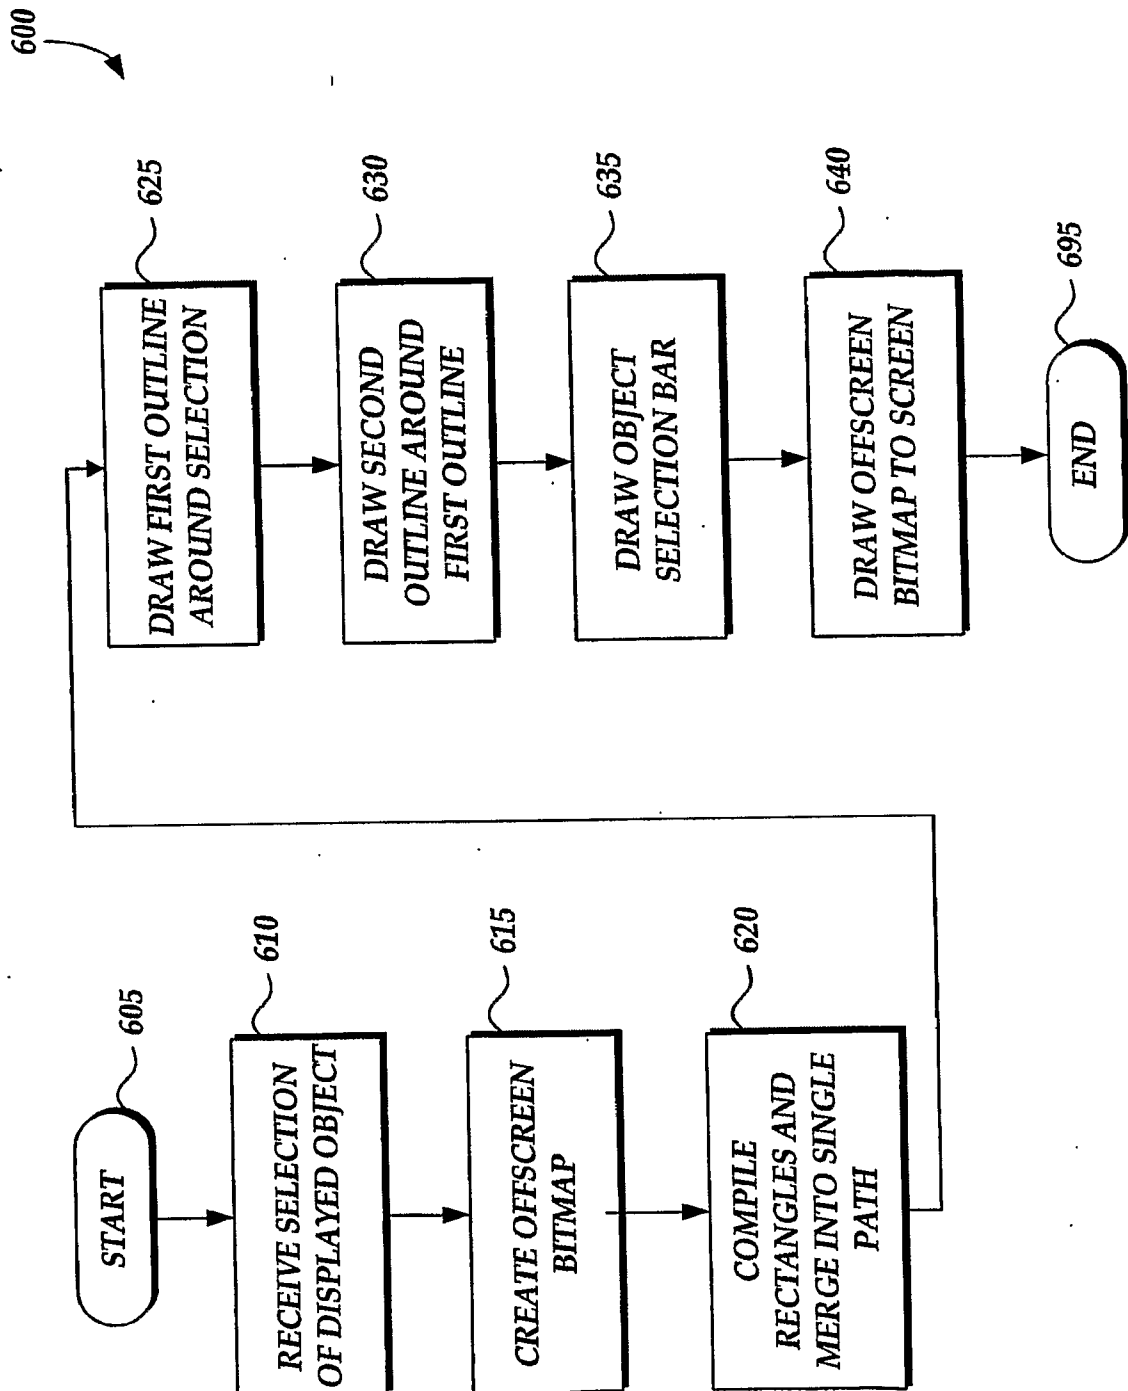 600
START
605
RECEIVE SELECTION
OF DISPLAYED OBJECT
610
CREATE OFFSCREEN
BITMAP
615
COMPILE
RECTANGLES AND
MERGE INTO SINGLE
PATH
620
DRAW FIRST OUTLINE
AROUND SELECTION
625
DRAW SECOND
OUTLINE AROUND
FIRST OUTLINE
630
DRAW OBJECT
SELECTION BAR
635
DRAW OFFSCREEN
BITMAP TO SCREEN
640
END
695